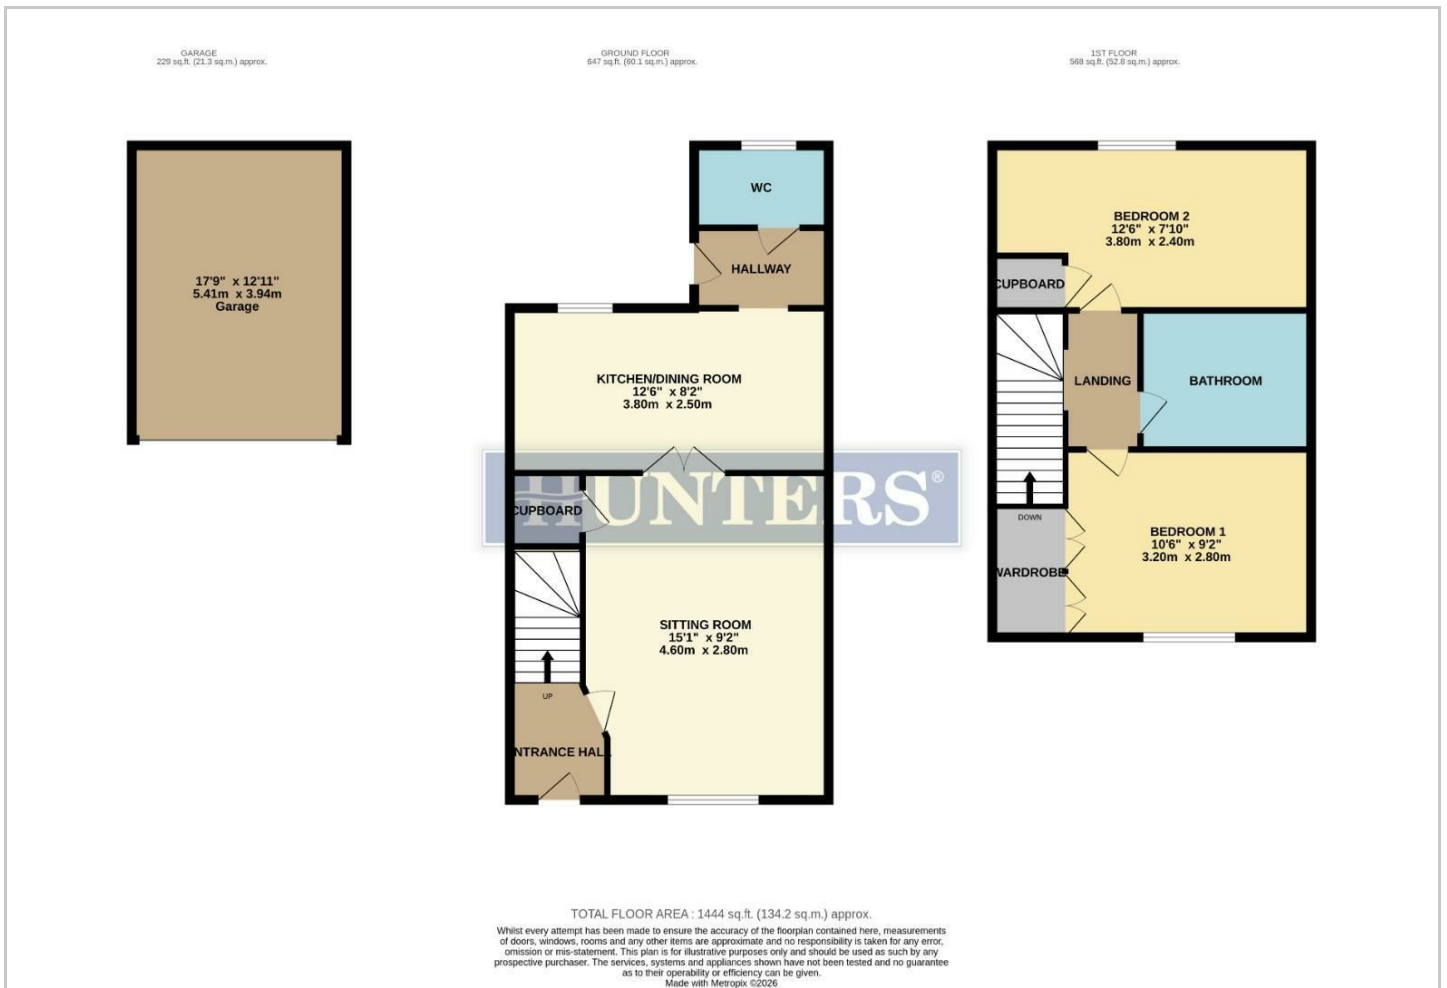 GARAGE
229 sq.ft. (21.3 sq.m.) approx.
GROUND FLOOR
647 sq.ft. (60.1 sq.m.) approx.
1ST FLOOR
568 sq.ft. (52.8 sq.m.) approx.
17'9" x 12'11"
5.41m x 3.94m
Garage
WC
HALLWAY
KITCHEN/DINING ROOM
12'6" x 8'2"
3.80m x 2.50m
HUNTERS®
CUPBOARD
SITTING ROOM
15'1" x 9'2"
4.60m x 2.80m
UP
NTRANCE HALL
BEDROOM 2
12'6" x 7'10"
3.80m x 2.40m
CUPBOARD
LANDING
BATHROOM
DOWN
WARDROBE
BEDROOM 1
10'6" x 9'2"
3.20m x 2.80m
TOTAL FLOOR AREA : 1444 sq.ft. (134.2 sq.m.) approx.
Whilst every attempt has been made to ensure the accuracy of the floorplan contained here, measurements
of doors, windows, rooms and any other items are approximate and no responsibility is taken for any error,
omission or mis-statement. This plan is for illustrative purposes only and should be used as such by any
prospective purchaser. The services, systems and appliances shown have not been tested and no guarantee
as to their operability or efficiency can be given.
Made with Metropix ©2026